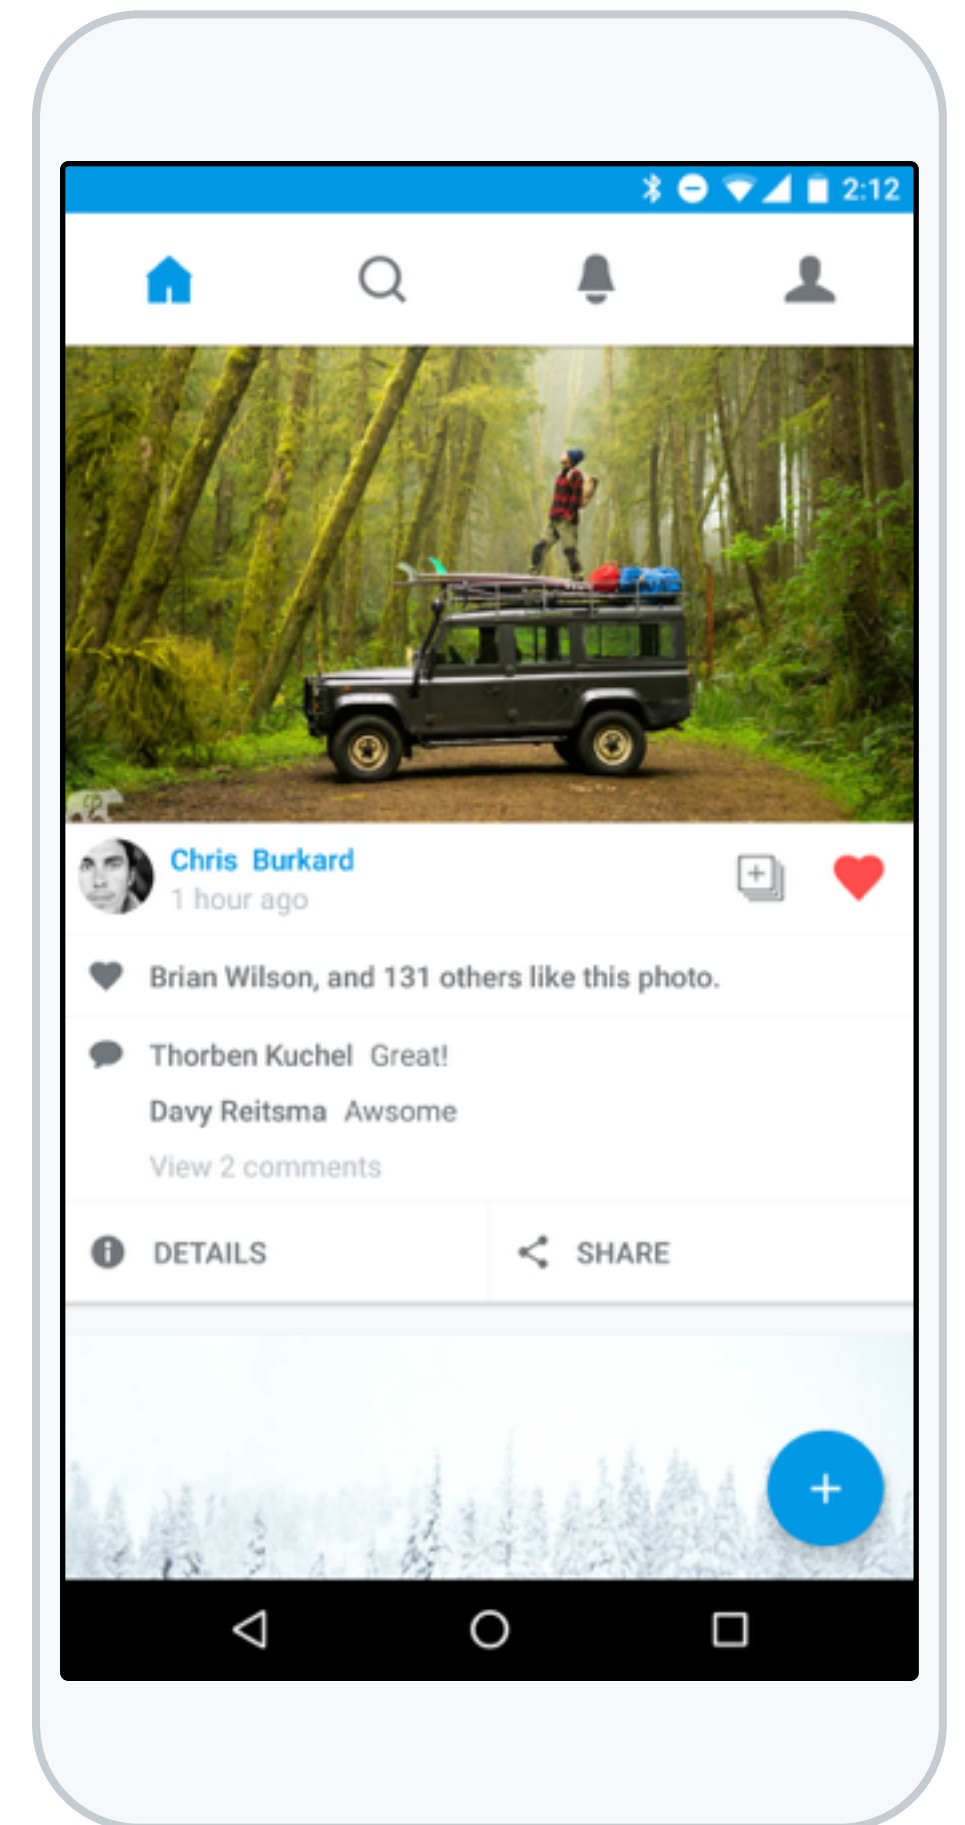 2:12
Chris Burkard
1 hour ago
Brian Wilson, and 131 others like this photo.
Thorben Kuchel Great!
Davy Reitsma Awsome
View 2 comments
DETAILS
SHARE